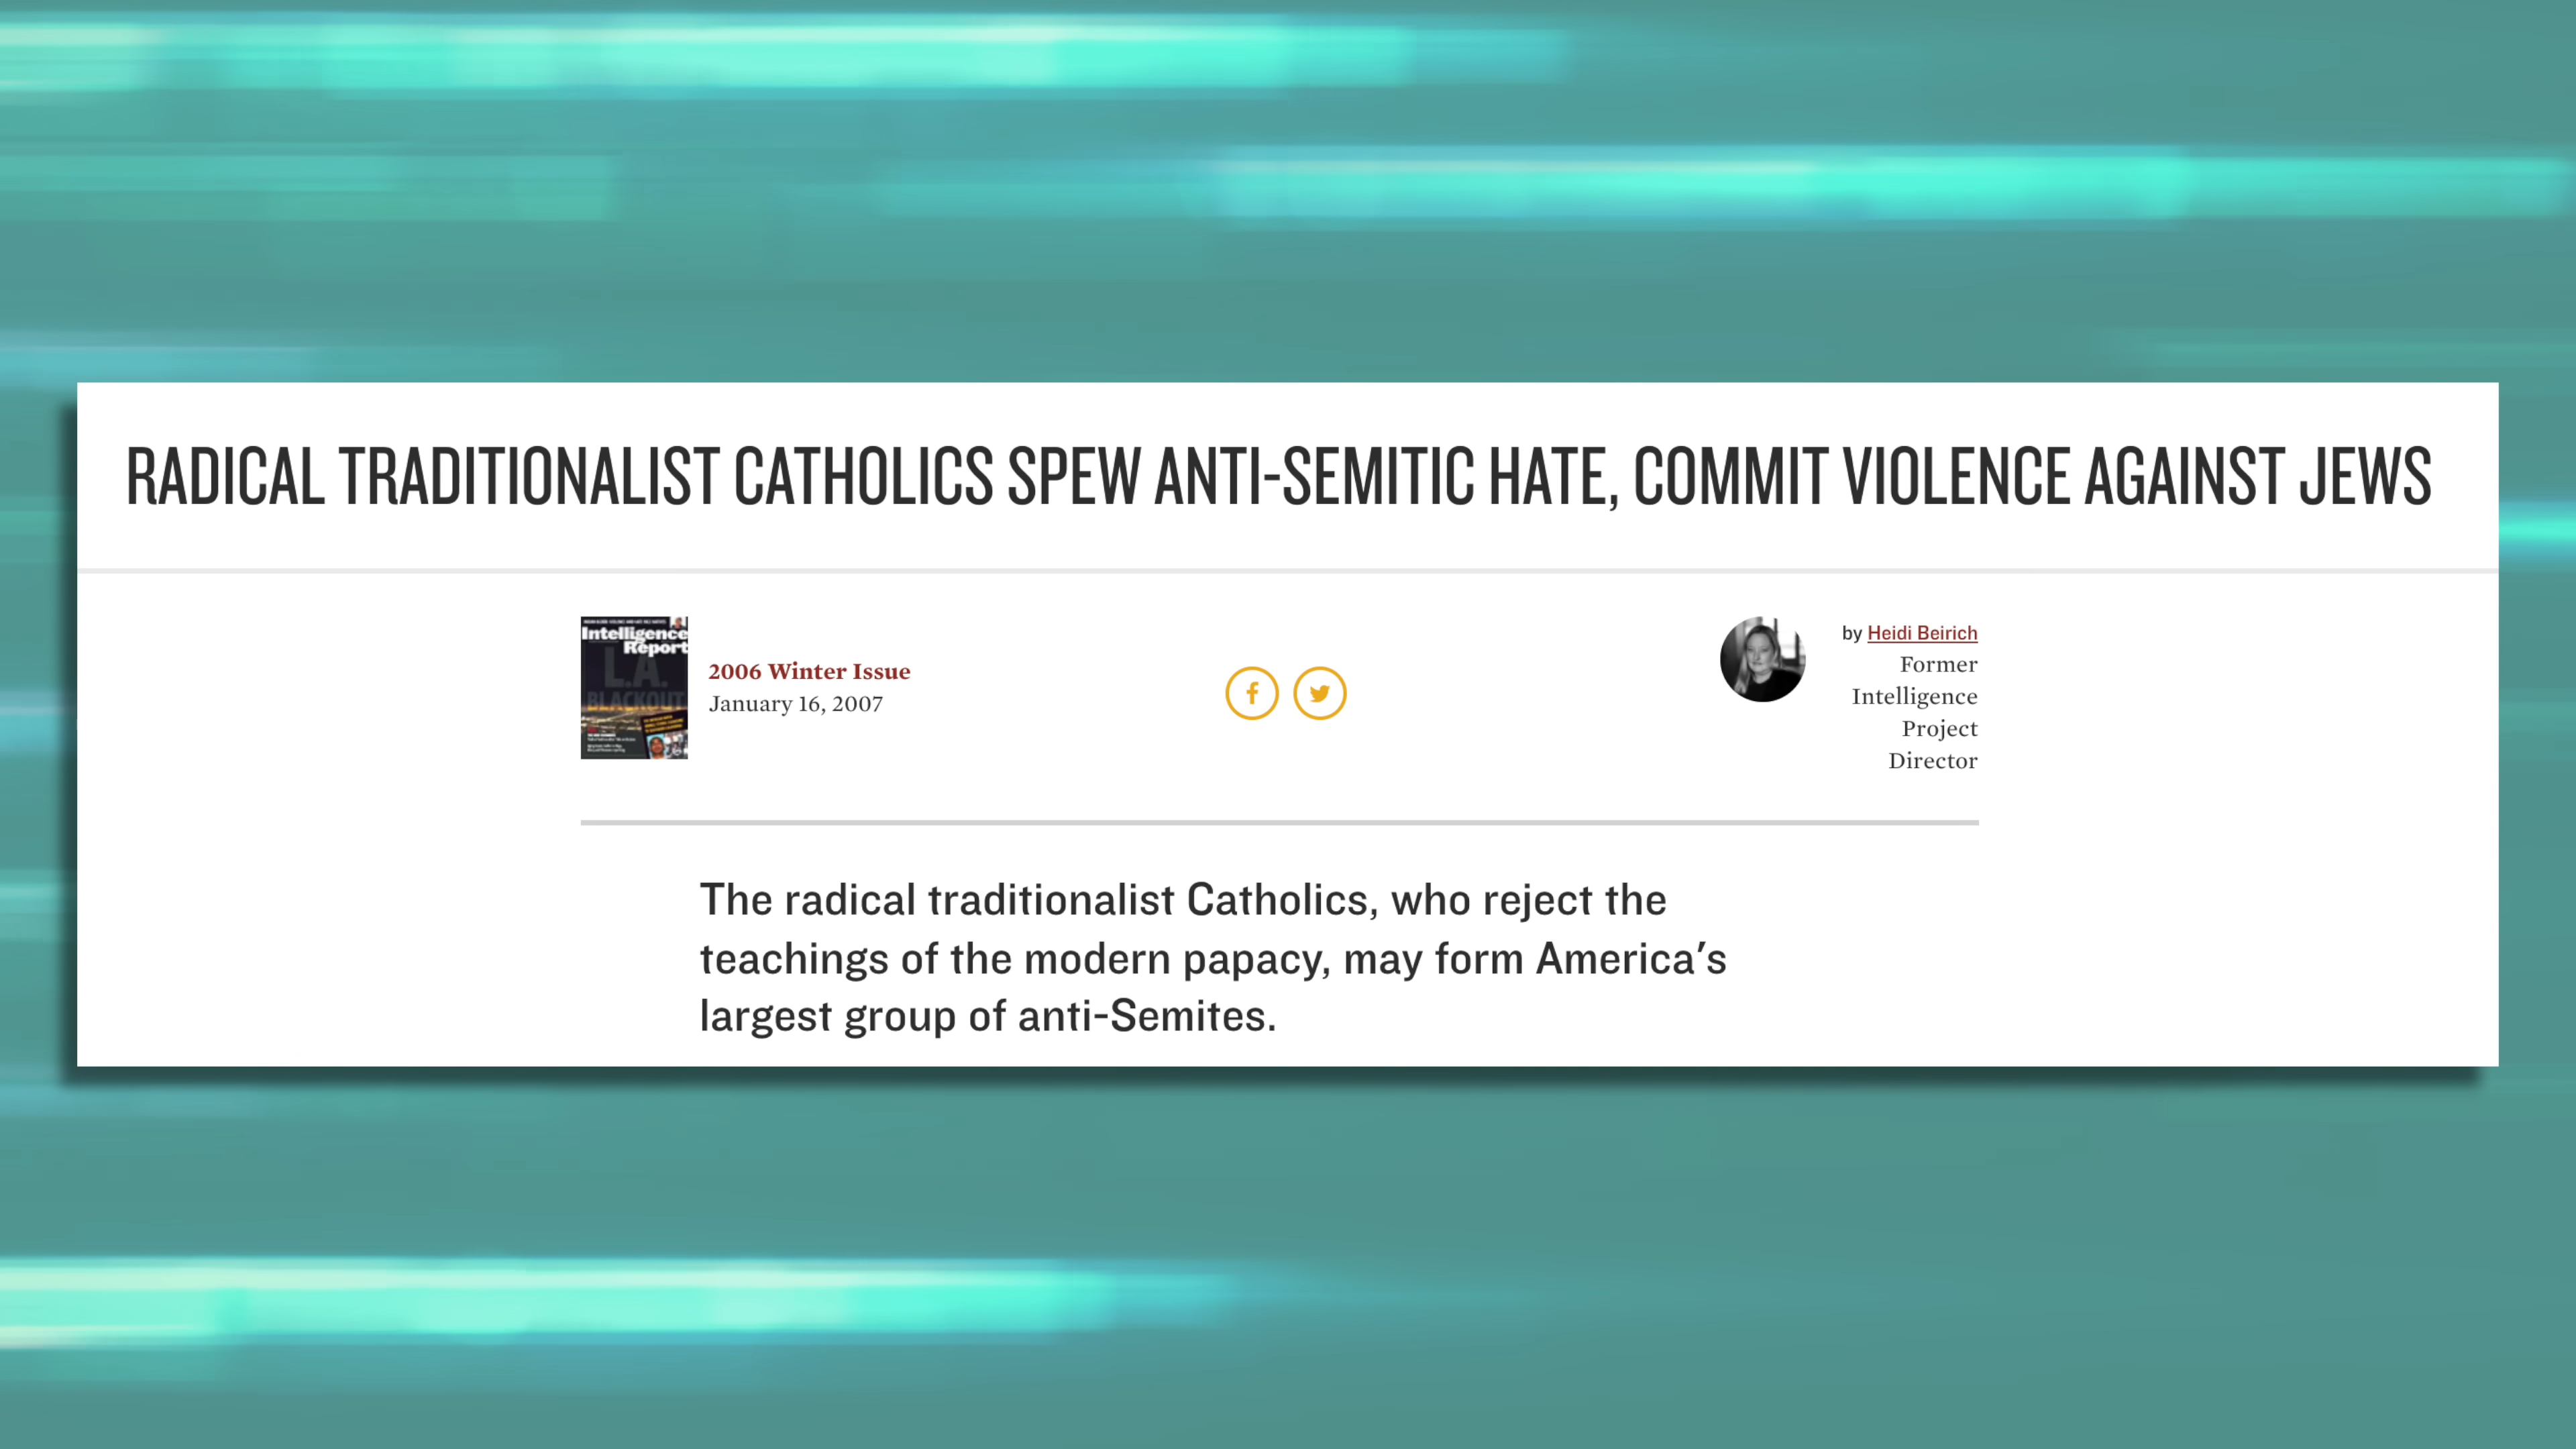 RADICAL TRADITIONALIST CATHOLICS SPEW ANTI-SEMITIC HATE, COMMIT VIOLENCE AGAINST JEWS
Intelligence
Report
L.A.
BLACKOUT
2006 Winter Issue
January 16, 2007
by Heidi Beirich
Former
Intelligence
Project
Director
The radical traditionalist Catholics, who reject the
teachings of the modern papacy, may form America's
largest group of anti-Semites.